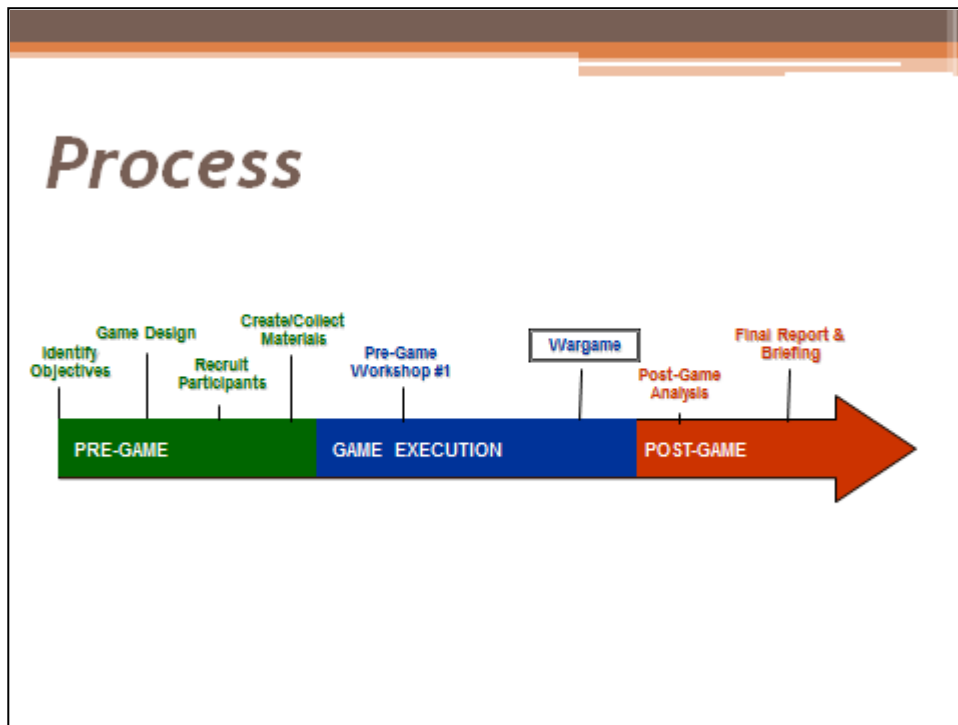 Process
Identify
Objectives
Game Design
Recruit
Participants
Create/Collect
Materials
Pre-Game
Workshop #1
Wargame
Post-Game
Analysis
Final Report &
Briefing
PRE-GAME
GAME EXECUTION
POST-GAME